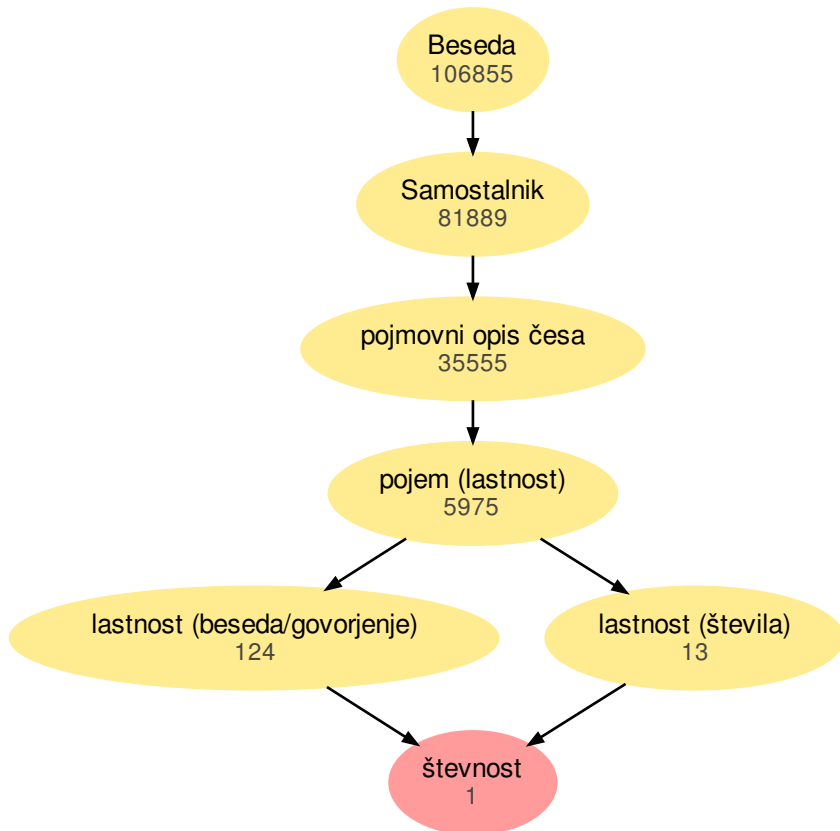 Beseda
106855
Samostalnik
81889
pojmovni opis česa
35555
pojem (lastnost)
5975
lastnost (beseda/govorjenje)
124
lastnost (števila)
13
števnost
1